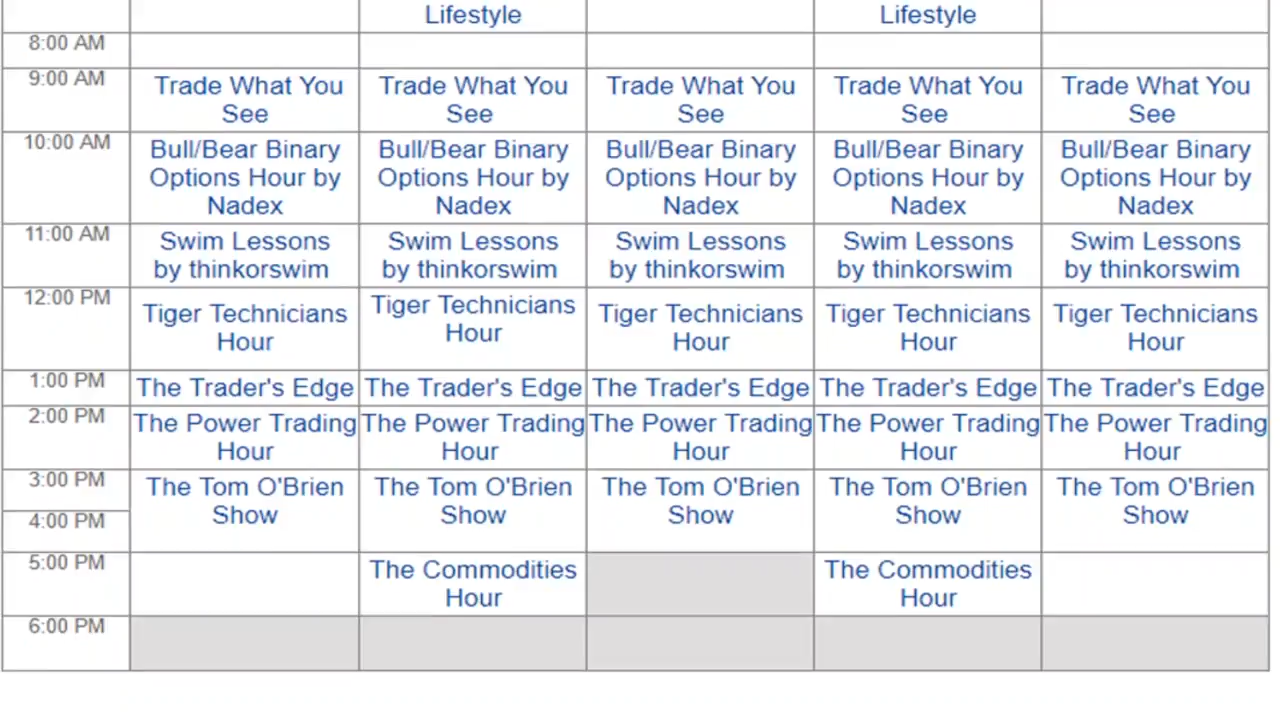 Lifestyle Lifestyle
8:00 AM
9:00 AM Trade What You Trade What You Trade What You Trade What You Trade What You
See See See See See
10:00 AM Bull/Bear Binary Bull/Bear Binary Bull/Bear Binary Bull/Bear Binary Bull/Bear Binary
Options Hour by Options Hour by Options Hour by Options Hour by Options Hour by
Nadex Nadex Nadex Nadex Nadex
11:00 AM Swim Lessons Swim Lessons Swim Lessons Swim Lessons Swim Lessons
by thinkorswim by thinkorswim by thinkorswim by thinkorswim by thinkorswim
12:00 PM Tiger Technicians Tiger Technicians Tiger Technicians Tiger Technicians Tiger Technicians
Hour Hour Hour Hour Hour
1:00 PM The Trader's Edge The Trader's Edge The Trader's Edge The Trader's Edge The Trader's Edge
2:00 PM The Power Trading The Power Trading The Power Trading The Power Trading The Power Trading
Hour Hour Hour Hour Hour
3:00 PM The Tom O'Brien The Tom O'Brien The Tom O'Brien The Tom O'Brien The Tom O'Brien
4:00 PM Show Show Show Show Show
5:00 PM The Commodities The Commodities
Hour Hour
6:00 PM